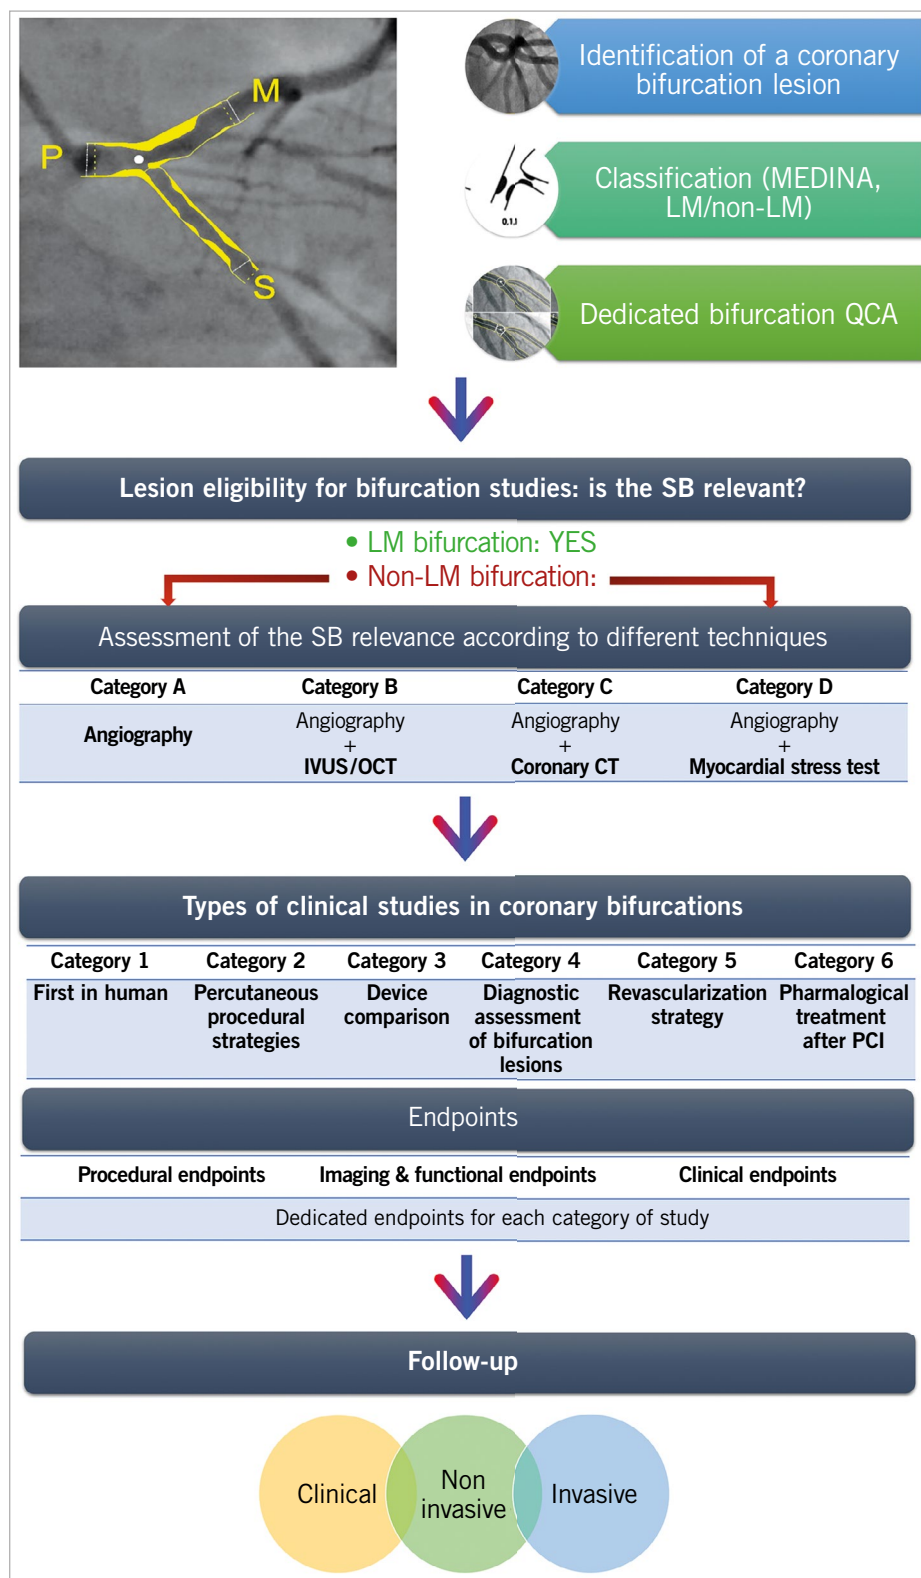 M
P
S
Identification of a coronary
bifurcation lesion
Classification (MEDINA,
LM/non-LM)
0.1.1
Dedicated bifurcation QCA
Lesion eligibility for bifurcation studies: is the SB relevant?
• LM bifurcation: YES
• Non-LM bifurcation:
Assessment of the SB relevance according to different techniques
Category A Category B Category C Category D
Angiography
Angiography
+
IVUS/OCT
Angiography
+
Coronary CT
Angiography
+
Myocardial stress test
Types of clinical studies in coronary bifurcations
Category 1 Category 2 Category 3 Category 4 Category 5 Category 6
First in human
Percutaneous
procedural
strategies
Device
comparison
Diagnostic
assessment
of bifurcation
lesions
Revascularization
strategy
Pharmalogical
treatment
after PCI
Endpoints
Procedural endpoints Imaging & functional endpoints Clinical endpoints
Dedicated endpoints for each category of study
Follow-up
Clinical
Non
invasive
Invasive